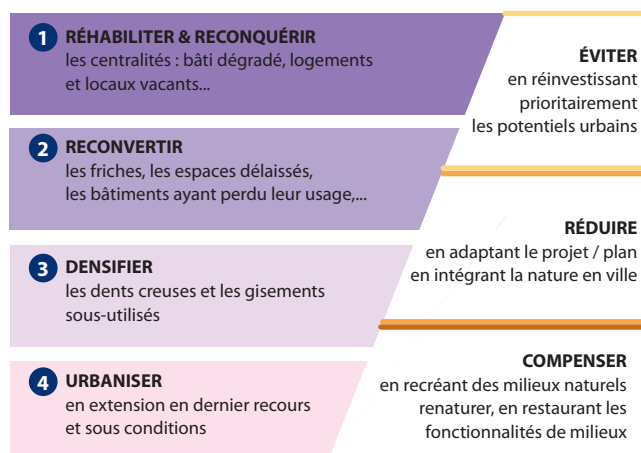 1 RÉHABILITER & RECONQUÉRIR
les centralités : bâti dégradé, logements
et locaux vacants...
ÉVITER
en réinvestissant
prioritairement
les potentiels urbains
2 RECONVERTIR
les friches, les espaces délaissés,
les bâtiments ayant perdu leur usage,...
RÉDUIRE
en adaptant le projet / plan
en intégrant la nature en ville
3 DENSIFIER
les dents creuses et les gisements
sous-utilisés
COMPENSER
en recréant des milieux naturels
renaturer, en restaurant les
fonctionnalités de milieux
4 URBANISER
en extension en dernier recours
et sous conditions